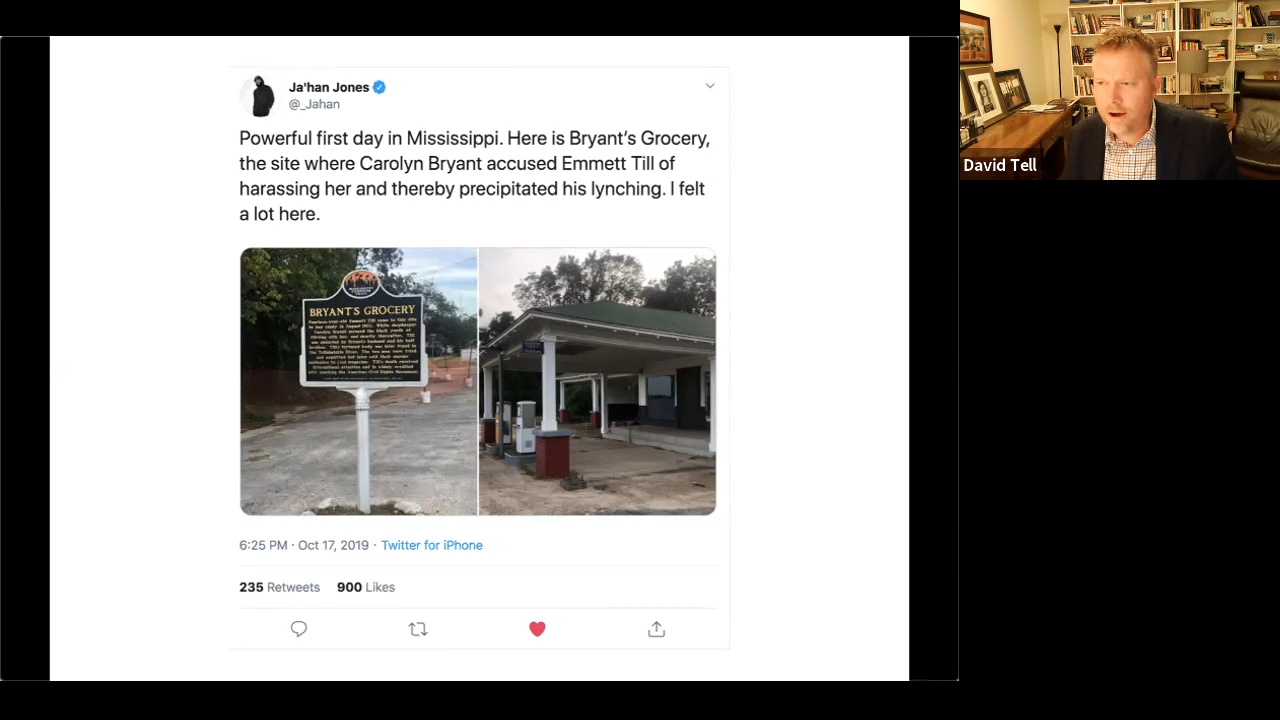 Ja'han Jones
@_Jahan
Powerful first day in Mississippi. Here is Bryant's Grocery,
the site where Carolyn Bryant accused Emmett Till of
harassing her and thereby precipitated his lynching. I felt
a lot here.
BRYANT'S GROCERY
6:25 PM · Oct 17, 2019 · Twitter for iPhone
235 Retweets 900 Likes
David Tell